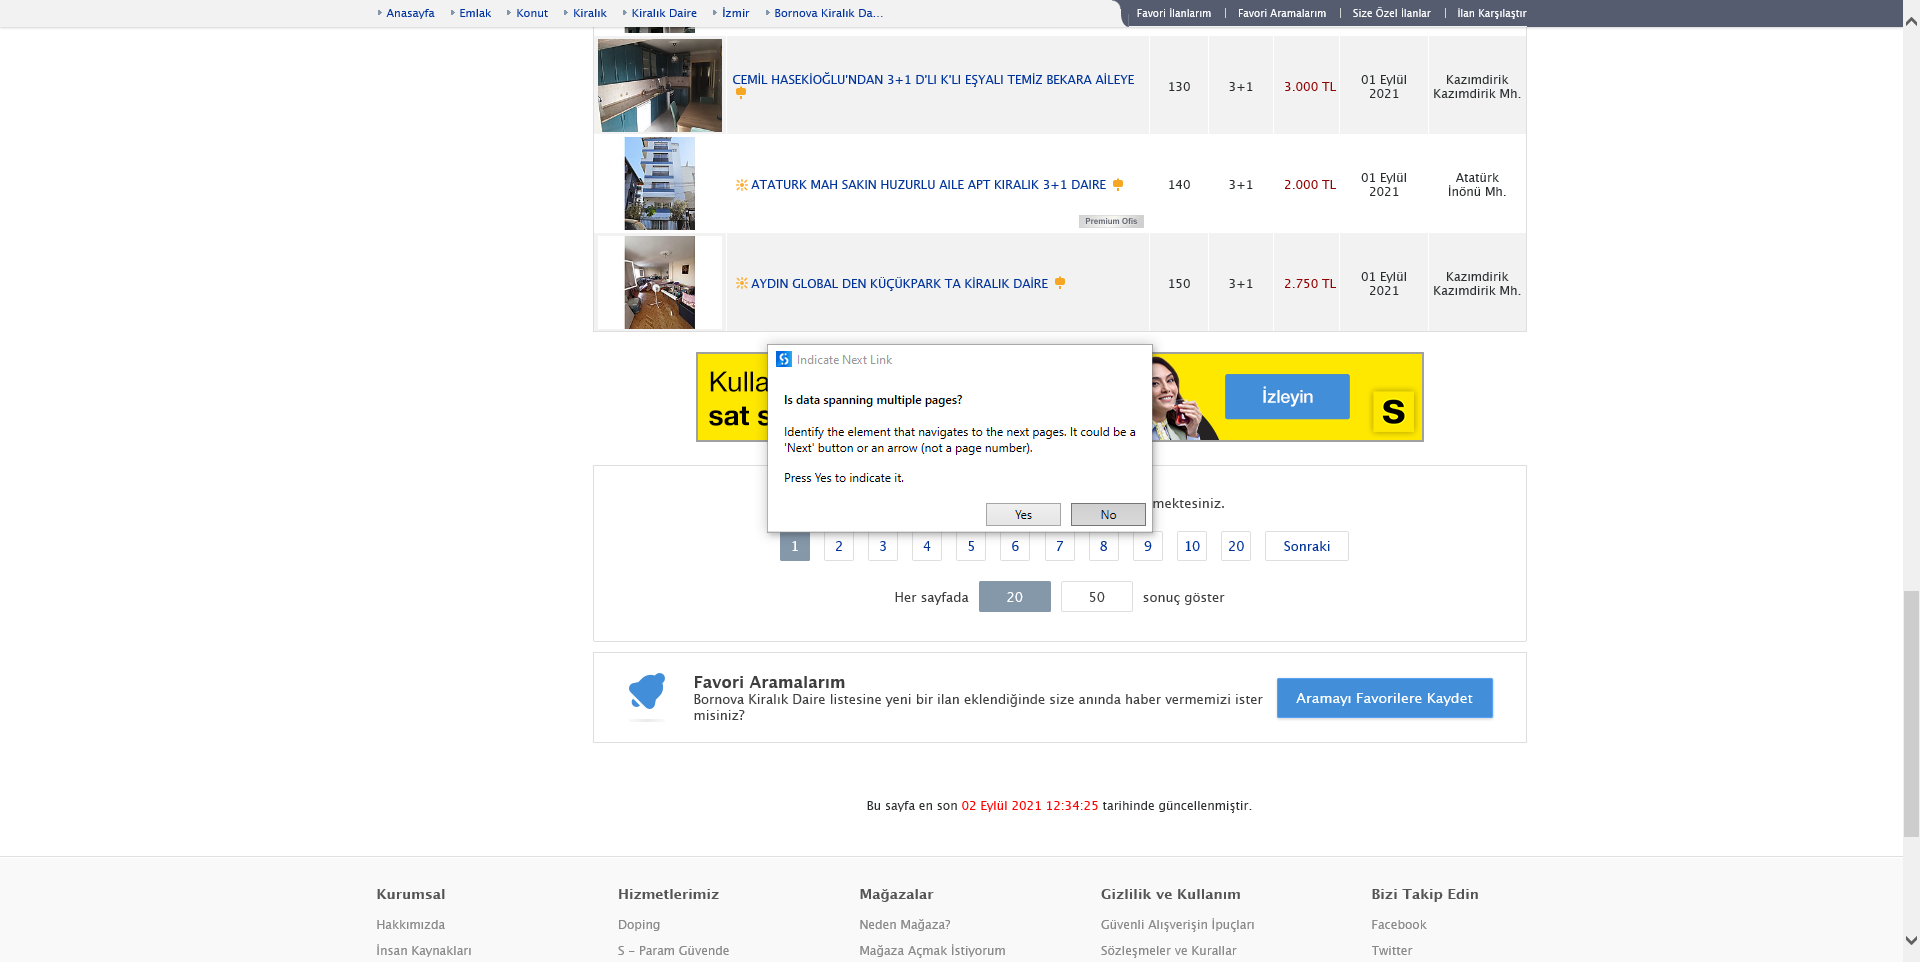 Anasayfa Emlak Konut Kiralık Kiralık Daire İzmir Bornova Kiralık Da...
Favori İlanlarım | Favori Aramalarım | Size Özel İlanlar | İlan Karşılaştır
CEMİL HASEKİOĞLU'NDAN 3+1 D'LI K'LI EŞYALI TEMİZ BEKARA AİLEYE
130
3+1
3.000 TL
01 Eylül
2021
Kazımdirik
Kazımdirik Mh.
ATATURK MAH SAKIN HUZURLU AILE APT KIRALIK 3+1 DAIRE
Premium Ofis
140
3+1
2.000 TL
01 Eylül
2021
Atatürk
İnönü Mh.
AYDIN GLOBAL DEN KÜÇÜKPARK TA KİRALIK DAİRE
150
3+1
2.750 TL
01 Eylül
2021
Kazımdirik
Kazımdirik Mh.
Kulla
sat s
İzleyin
S
Indicate Next Link
Is data spanning multiple pages?
Identify the element that navigates to the next pages. It could be a
'Next' button or an arrow (not a page number).
Press Yes to indicate it.
Yes No
mektesiniz.
1 2 3 4 5 6 7 8 9 10 20 Sonraki
Her sayfada 20 50 sonuç göster
Favori Aramalarım
Bornova Kiralık Daire listesine yeni bir ilan eklendiğinde size anında haber vermemizi ister
misiniz?
Aramayı Favorilere Kaydet
Bu sayfa en son 02 Eylül 2021 12:34:25 tarihinde güncellenmiştir.
Kurumsal
Hakkımızda
İnsan Kaynakları
Hizmetlerimiz
Doping
S - Param Güvende
Mağazalar
Neden Mağaza?
Mağaza Açmak İstiyorum
Gizlilik ve Kullanım
Güvenli Alışverişin İpuçları
Sözleşmeler ve Kurallar
Bizi Takip Edin
Facebook
Twitter